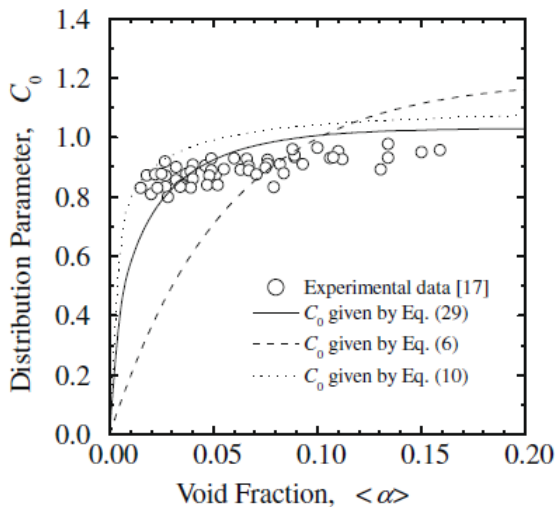 1.4
1.2
1.0
0.8
0.6
0.4
0.2
0.0
Distribution Parameter, C₀
Experimental data [17]
C₀ given by Eq. (29)
C₀ given by Eq. (6)
C₀ given by Eq. (10)
0.00 0.05 0.10 0.15 0.20
Void Fraction, <α>